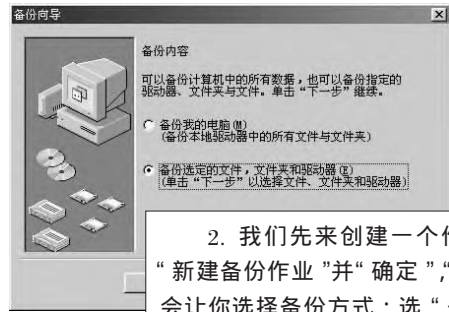 备份向导
备份内容
可以备份计算机中的所有数据，也可以备份指定的
驱动器、文件夹与文件。单击“下一步”继续。
备份我的电脑(M)
(备份本地驱动器中的所有文件与文件夹)
备份选定的文件，文件夹和驱动器(E)
(单击“下一步”以选择文件、文件夹和驱动器)
2. 我们先来创建一个
“新建备份作业”并“确定”，“
会让你选择备份方式：选“